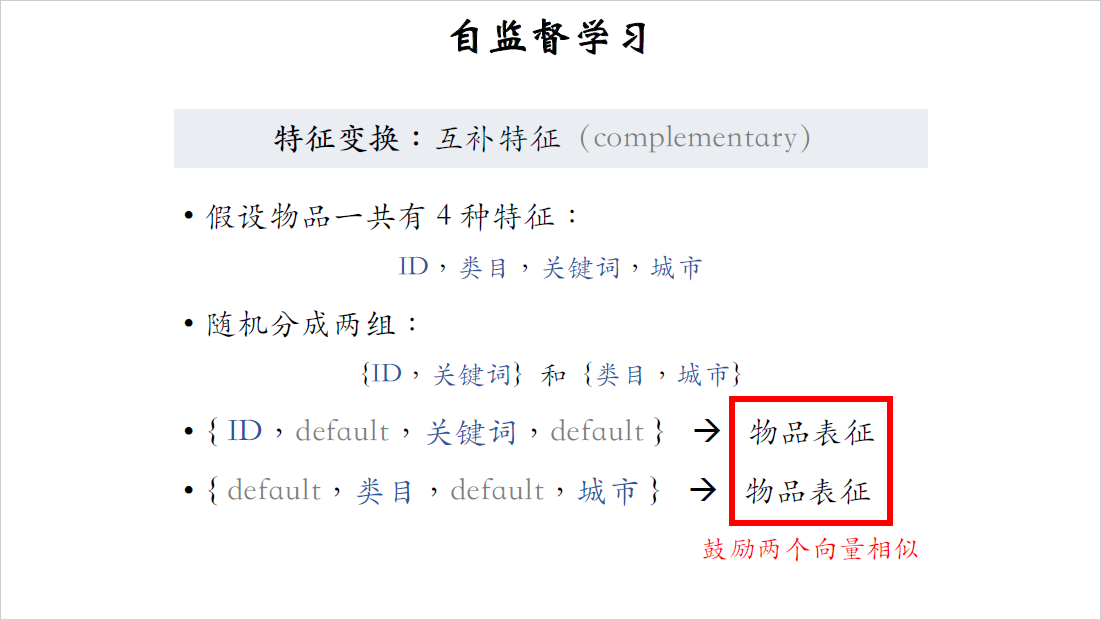 自监督学习
特征变换：互补特征（complementary）
• 假设物品一共有 4 种特征：
ID，类目，关键词，城市
• 随机分成两组：
{ID，关键词} 和 {类目，城市}
• { ID，default，关键词，default } → 物品表征
• { default，类目，default，城市 } → 物品表征
鼓励两个向量相似